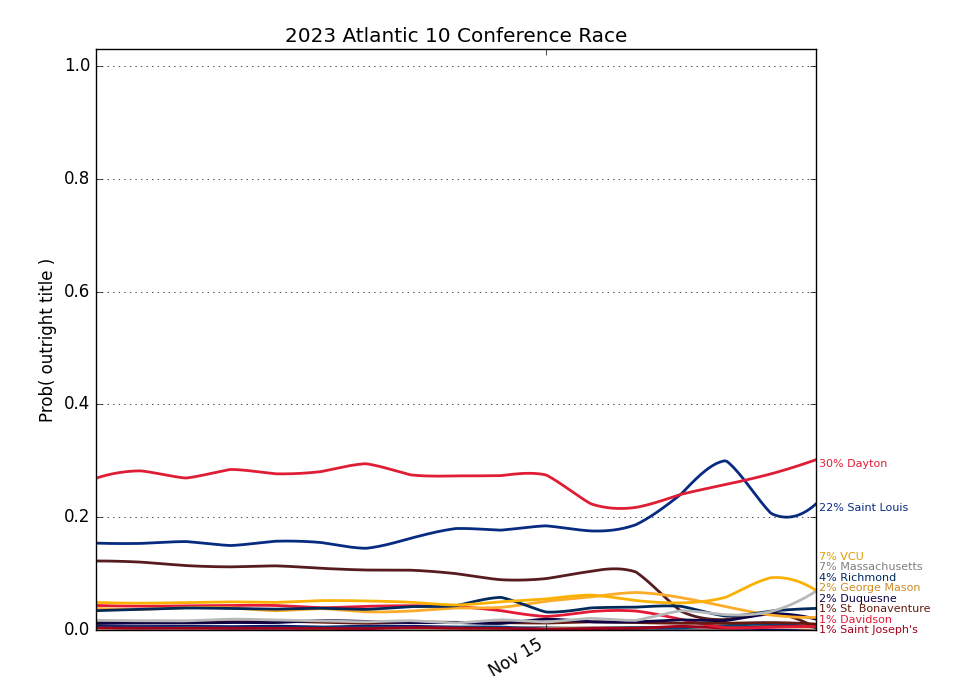 2023 Atlantic 10 Conference Race
Prob( outright title )
1.0
0.8
0.6
0.4
0.2
0.0
Nov 15
30% Dayton
22% Saint Louis
7% VCU
7% Massachusetts
4% Richmond
2% George Mason
2% Duquesne
1% St. Bonaventure
1% Davidson
1% Saint Joseph's